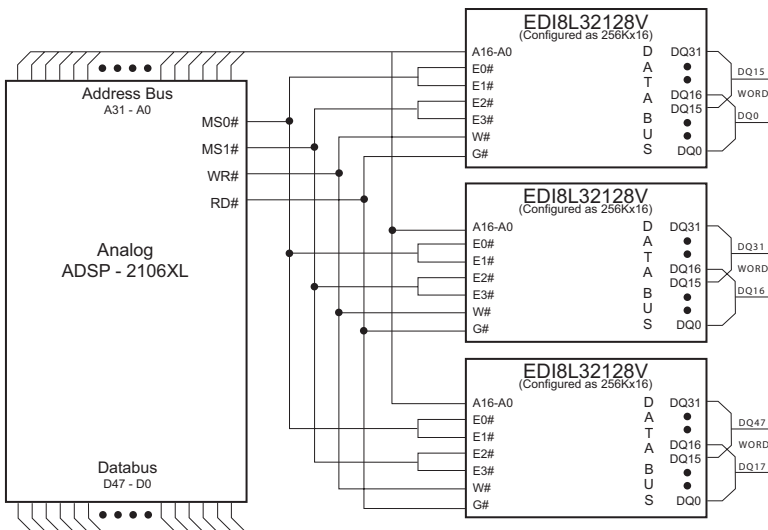 Address Bus
A31 - A0
MS0#
MS1#
WR#
RD#
Analog
ADSP - 2106XL
Databus
D47 - D0
EDI8L32128V
(Configured as 256Kx16)
A16-A0
E0#
E1#
E2#
E3#
W#
G#
D
A
T
A
B
U
S
DQ31
DQ16
DQ15
DQ0
DQ15
WORD
DQ0
EDI8L32128V
(Configured as 256Kx16)
A16-A0
E0#
E1#
E2#
E3#
W#
G#
D
A
T
A
B
U
S
DQ31
DQ16
DQ15
DQ0
DQ31
WORD
DQ16
EDI8L32128V
(Configured as 256Kx16)
A16-A0
E0#
E1#
E2#
E3#
W#
G#
D
A
T
A
B
U
S
DQ31
DQ16
DQ15
DQ0
DQ47
WORD
DQ17